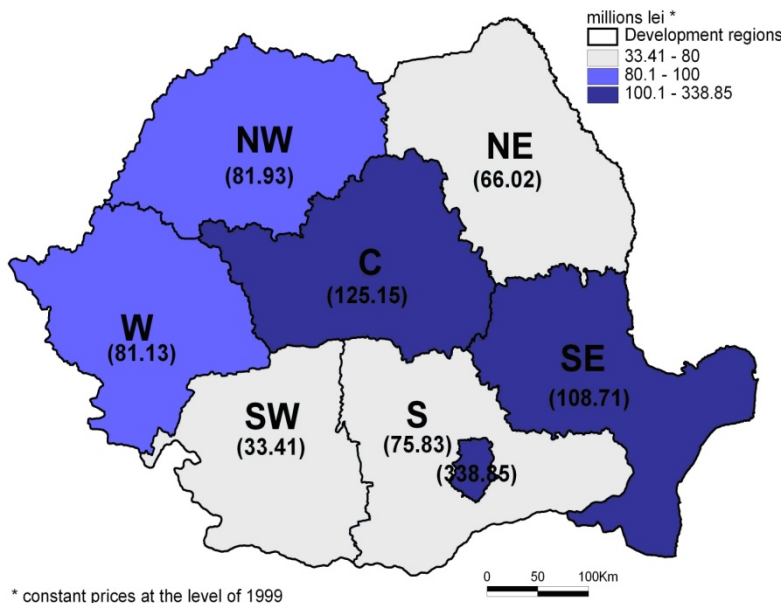 millions lei *
Development regions
33.41 - 80
80.1 - 100
100.1 - 338.85
NW
(81.93)
NE
(66.02)
C
(125.15)
W
(81.13)
SE
(108.71)
SW
(33.41)
S
(75.83)
(338.85)
0 50 100Km
* constant prices at the level of 1999